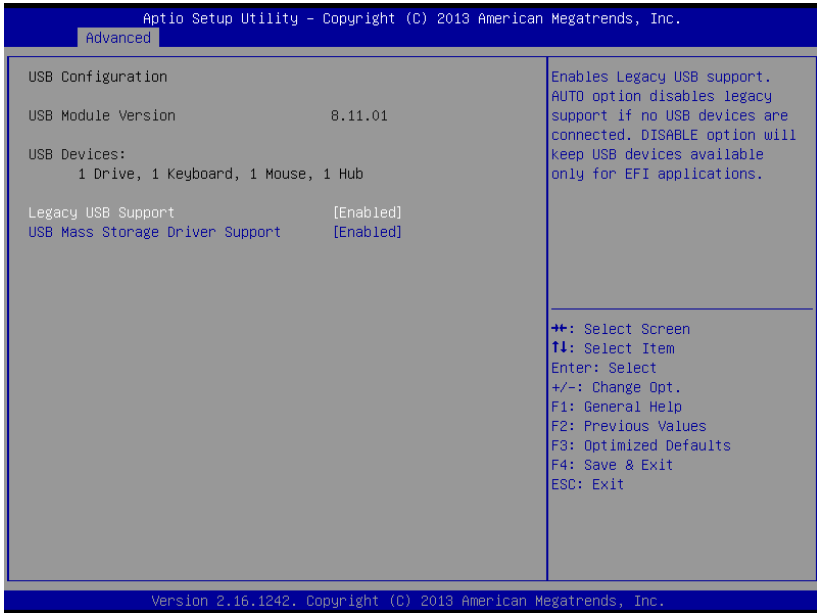 Aptio Setup Utility – Copyright (C) 2013 American Megatrends, Inc.
Advanced
USB Configuration
USB Module Version 8.11.01
USB Devices:
1 Drive, 1 Keyboard, 1 Mouse, 1 Hub
Legacy USB Support [Enabled]
USB Mass Storage Driver Support [Enabled]
Enables Legacy USB support.
AUTO option disables legacy
support if no USB devices are
connected. DISABLE option will
keep USB devices available
only for EFI applications.
→←: Select Screen
↑↓: Select Item
Enter: Select
+/-: Change Opt.
F1: General Help
F2: Previous Values
F3: Optimized Defaults
F4: Save & Exit
ESC: Exit
Version 2.16.1242. Copyright (C) 2013 American Megatrends, Inc.